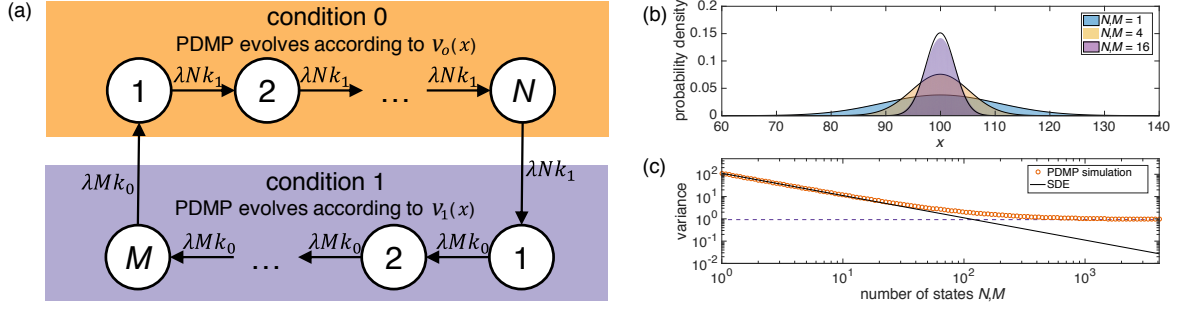 (a)
condition 0
PDMP evolves according to ν₀(x)
λNk₁ λNk₁ λNk₁
1 2 ... N
λMk₀ λNk₁
condition 1
PDMP evolves according to ν₁(x)
λMk₀ λMk₀ λMk₀
M ... 2 1
(b)
probability density
0.2
0.15
0.1
0.05
0
60 70 80 90 100 110 120 130 140
x
N,M = 1
N,M = 4
N,M = 16
(c)
variance
10²
10¹
10⁰
10⁻¹
10⁻²
10⁰ 10¹ 10² 10³
number of states N,M
PDMP simulation
SDE